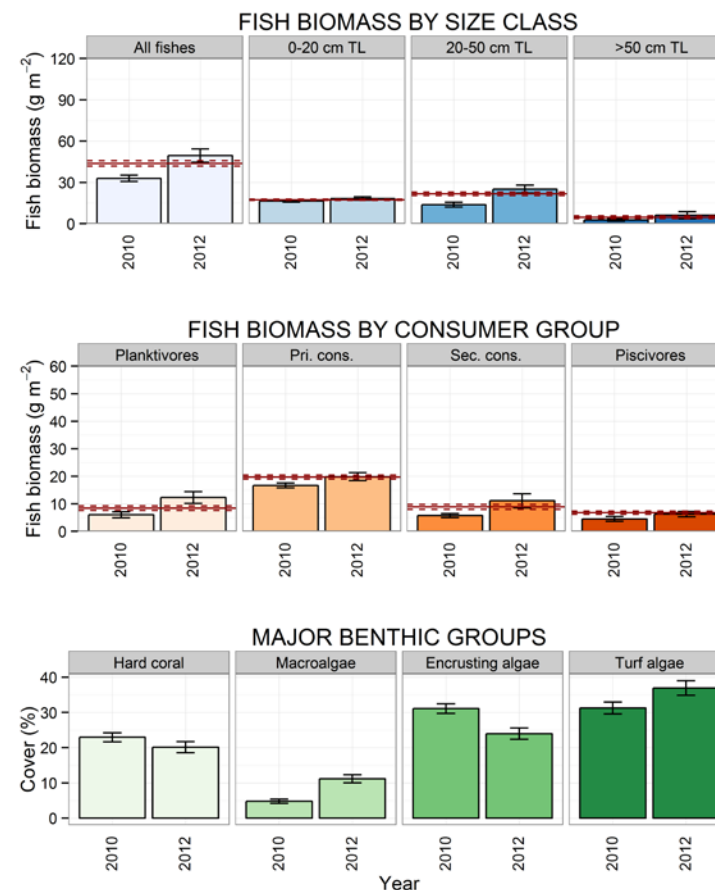 FISH BIOMASS BY SIZE CLASS
All fishes 0-20 cm TL 20-50 cm TL >50 cm TL
Fish biomass (g m⁻²)
120
90
60
30
0
2010 2012 2010 2012 2010 2012 2010 2012
FISH BIOMASS BY CONSUMER GROUP
Planktivores Pri. cons. Sec. cons. Piscivores
Fish biomass (g m⁻²)
60
50
40
30
20
10
0
2010 2012 2010 2012 2010 2012 2010 2012
MAJOR BENTHIC GROUPS
Hard coral Macroalgae Encrusting algae Turf algae
Cover (%)
40
30
20
10
0
2010 2012 2010 2012 2010 2012 2010 2012
Year